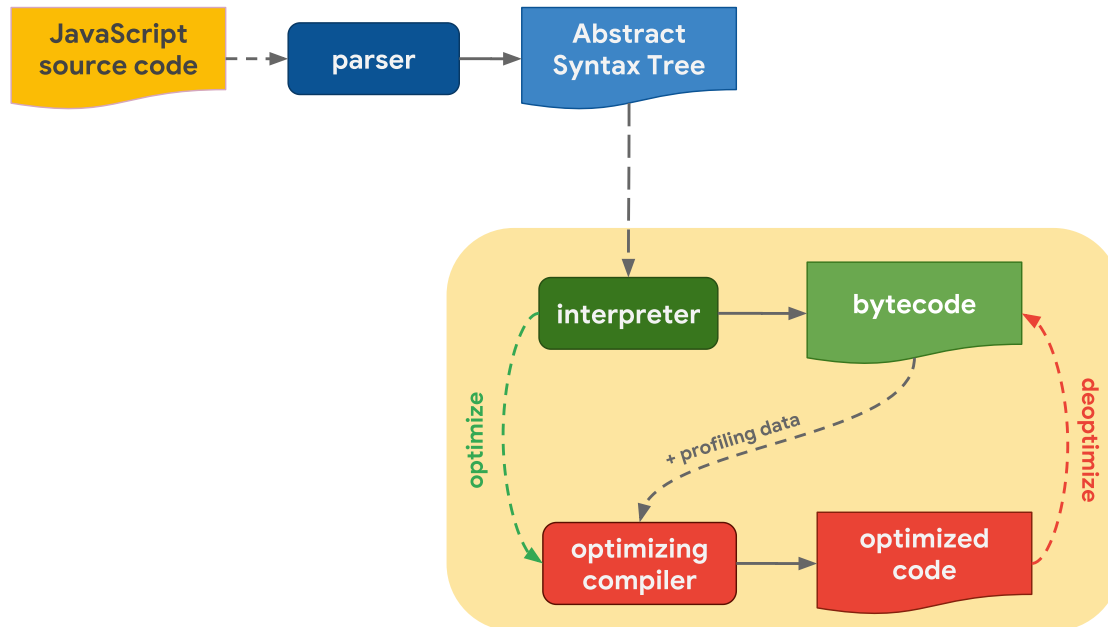 JavaScript
source code
parser
Abstract
Syntax Tree
interpreter
bytecode
optimize
+ profiling data
deoptimize
optimizing
compiler
optimized
code